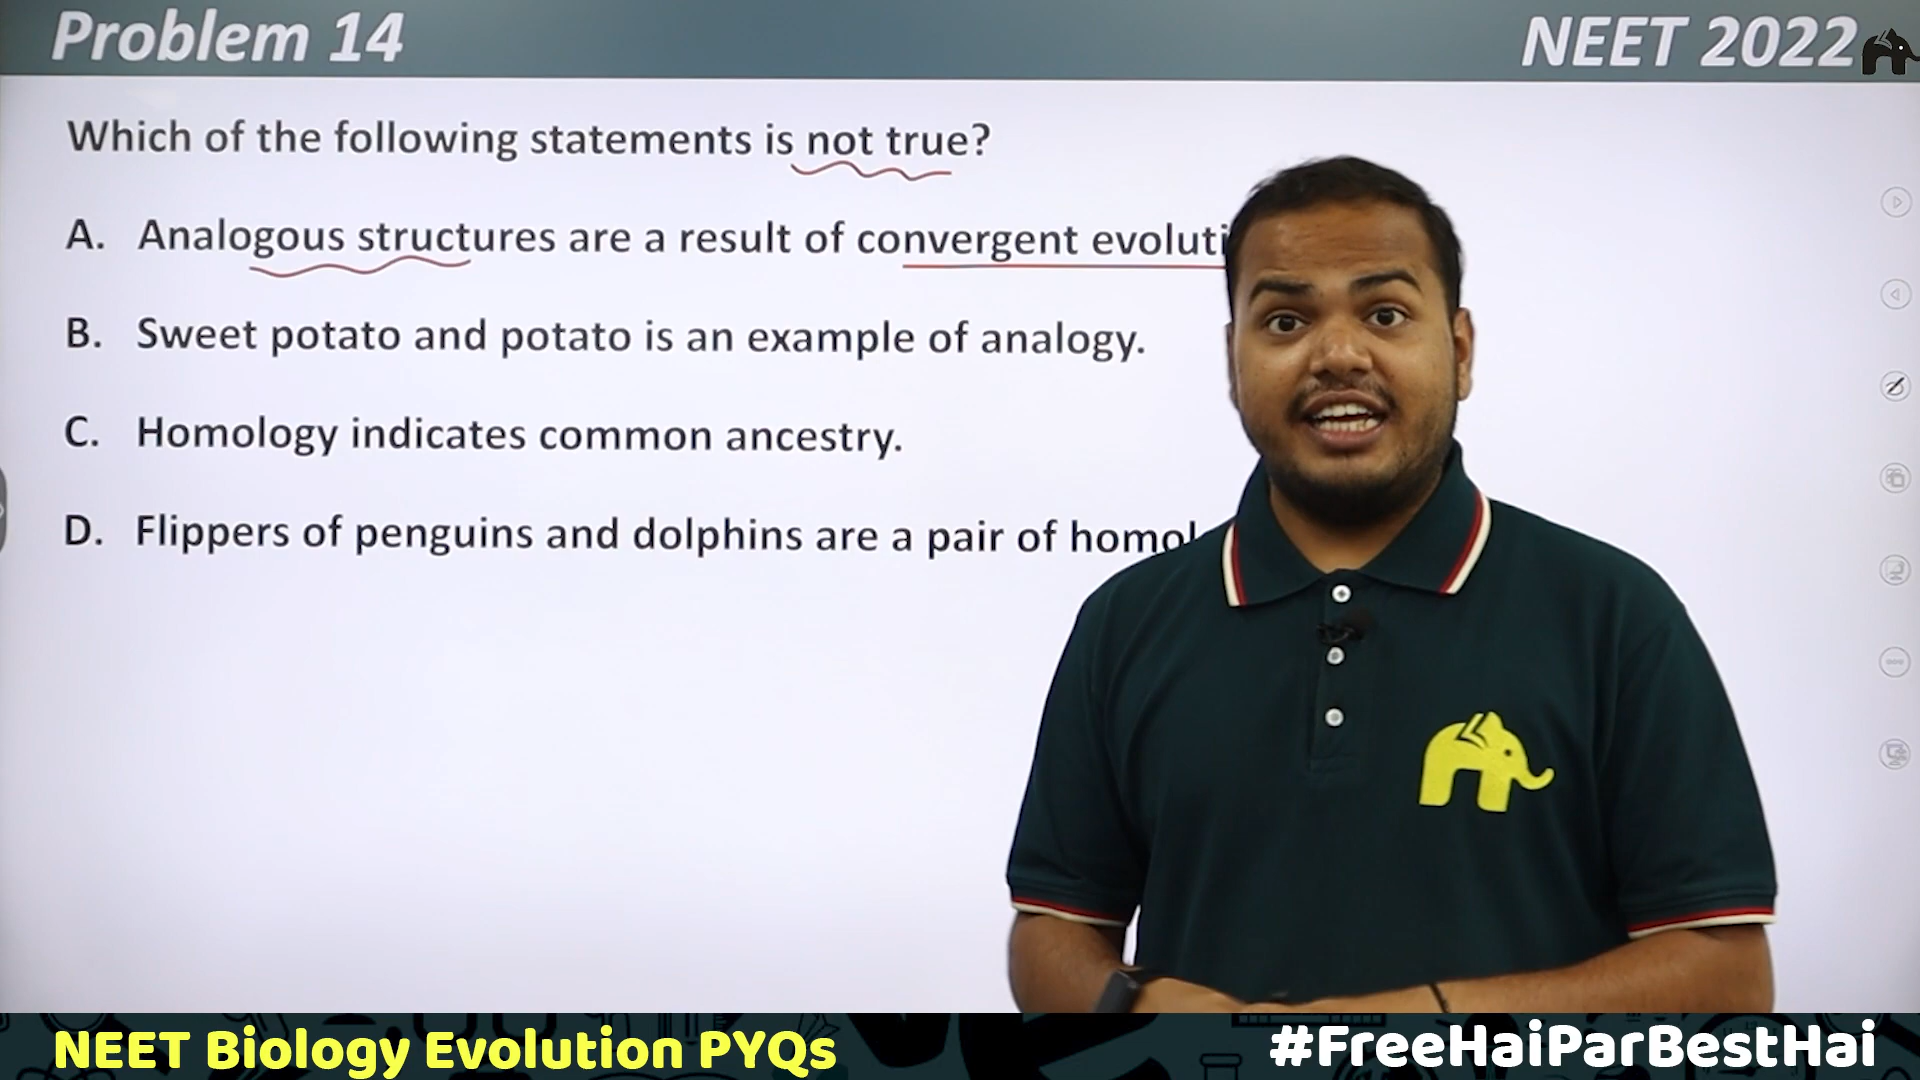 Problem 14
NEET 2022
Which of the following statements is not true?
A. Analogous structures are a result of convergent
B. Sweet potato and potato is an example of analogy.
C. Homology indicates common ancestry.
D. Flippers of penguins and dolphins are a pair of
NEET Biology Evolution PYQs
#FreeHaiParBestHai